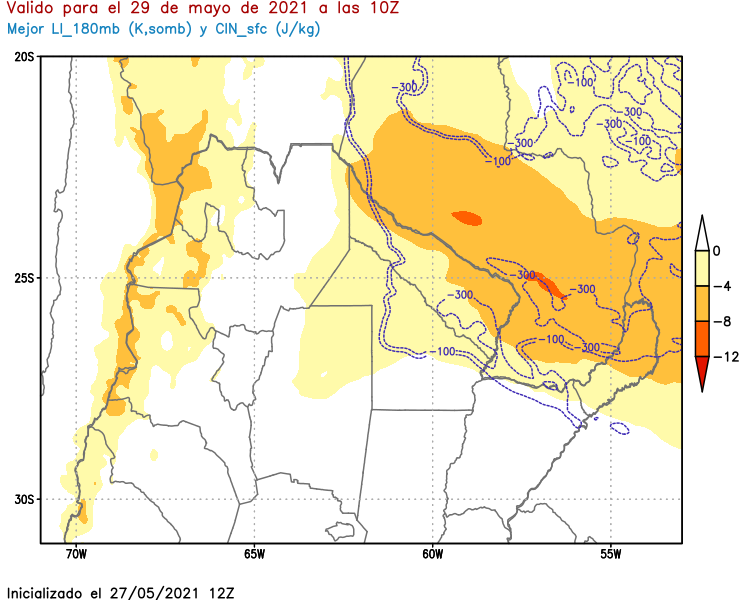 Valido para el 29 de mayo de 2021 a las 10Z
Mejor LI_180mb (K,somb) y CIN_sfc (J/kg)
20S
-300
-100
-300
-300
-100
-300
-100
0
25S
-300
-300
-4
-300
-8
-100
-300
-100
-12
30S
70W 65W 60W 55W
Inicializado el 27/05/2021 12Z